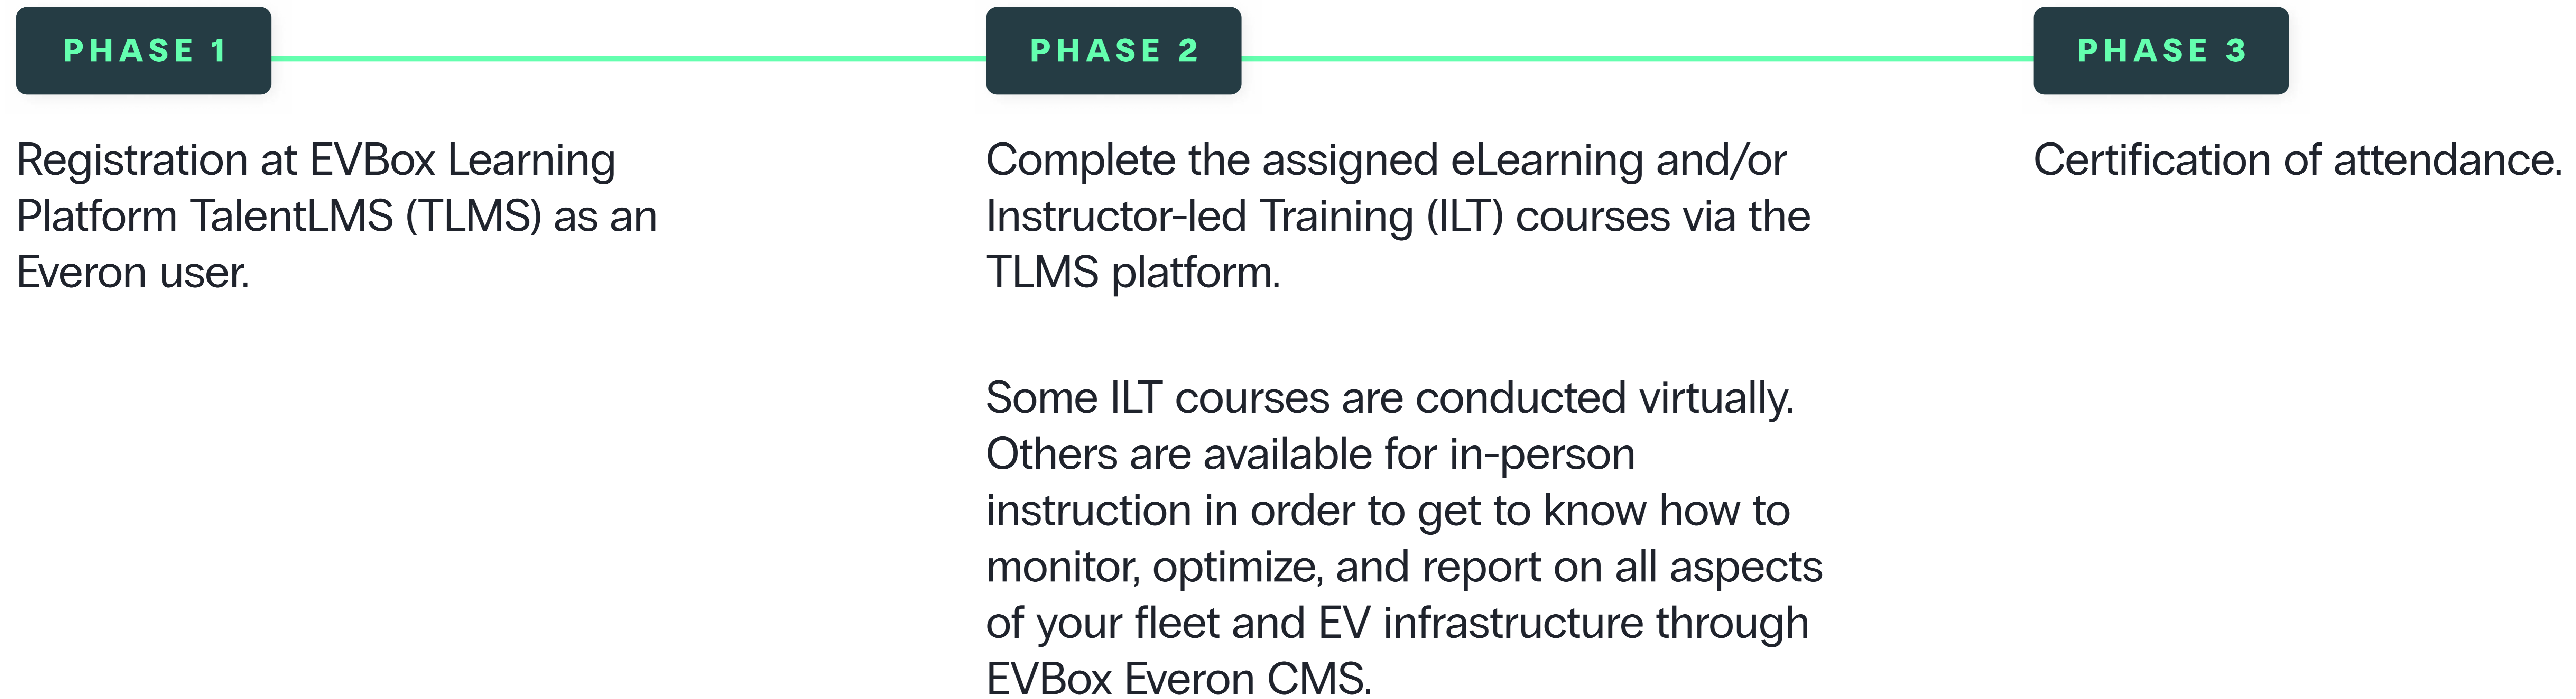 PHASE 1
Registration at EVBox Learning
Platform TalentLMS (TLMS) as an
Everon user.
PHASE 2
Complete the assigned eLearning and/or
Instructor-led Training (ILT) courses via the
TLMS platform.
Some ILT courses are conducted virtually.
Others are available for in-person
instruction in order to get to know how to
monitor, optimize, and report on all aspects
of your fleet and EV infrastructure through
EVBox Everon CMS.
PHASE 3
Certification of attendance.